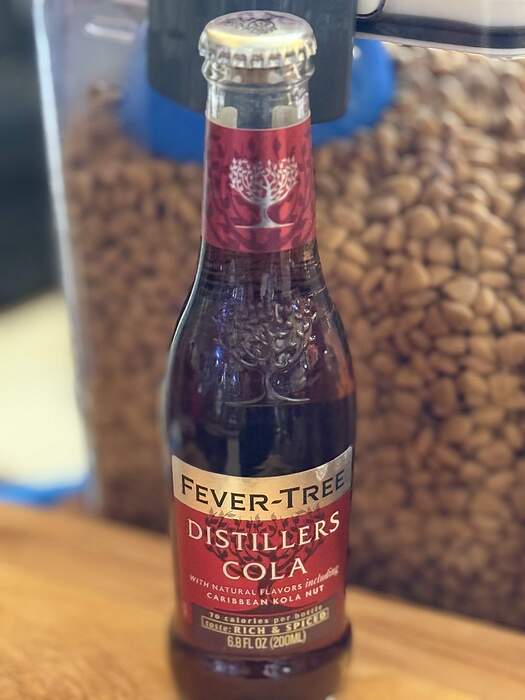 FEVER-TREE
DISTILLERS
COLA
WITH NATURAL FLAVORS including
CARIBBEAN KOLA NUT
70 calories per bottle
taste: RICH & SPICED
6.8 FL OZ (200ML)